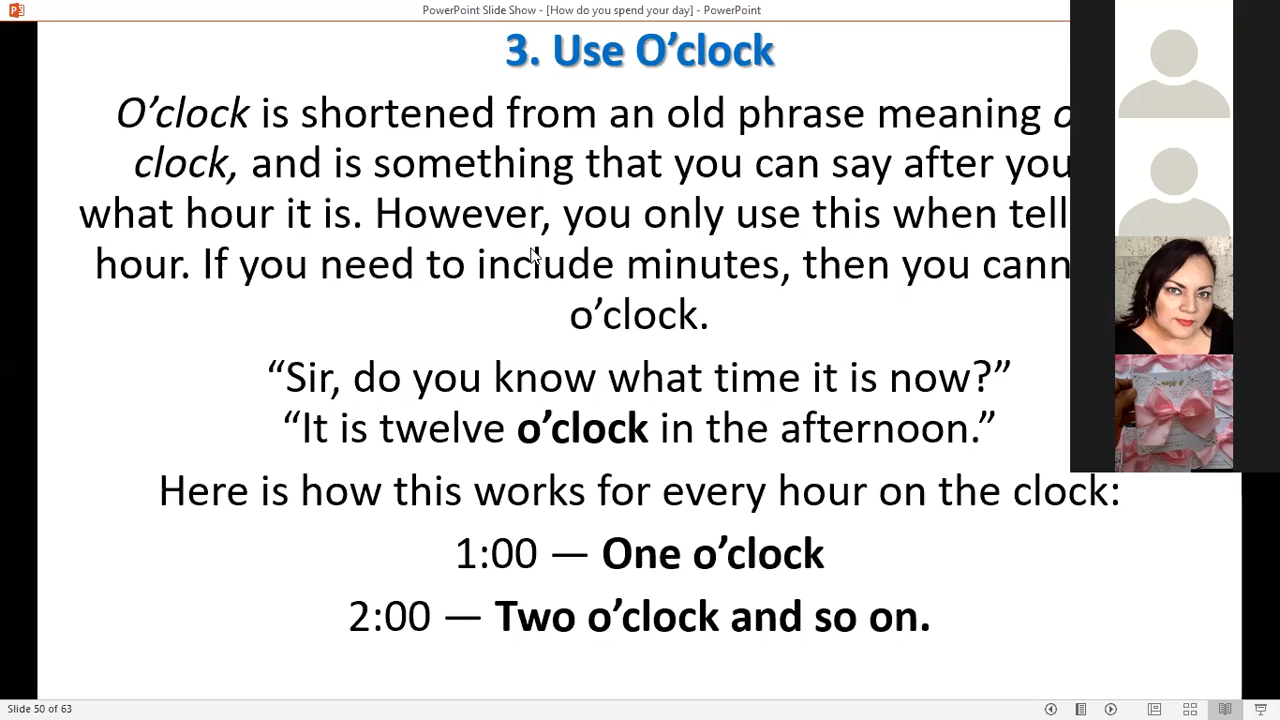 PowerPoint Slide Show - [How do you spend your day] - PowerPoint
3. Use O’clock
O’clock is shortened from an old phrase meaning
clock, and is something that you can say after you
what hour it is. However, you only use this when tell
hour. If you need to include minutes, then you cann
o’clock.
“Sir, do you know what time it is now?”
“It is twelve o’clock in the afternoon.”
Here is how this works for every hour on the clock:
1:00 — One o’clock
2:00 — Two o’clock and so on.
Slide 50 of 63